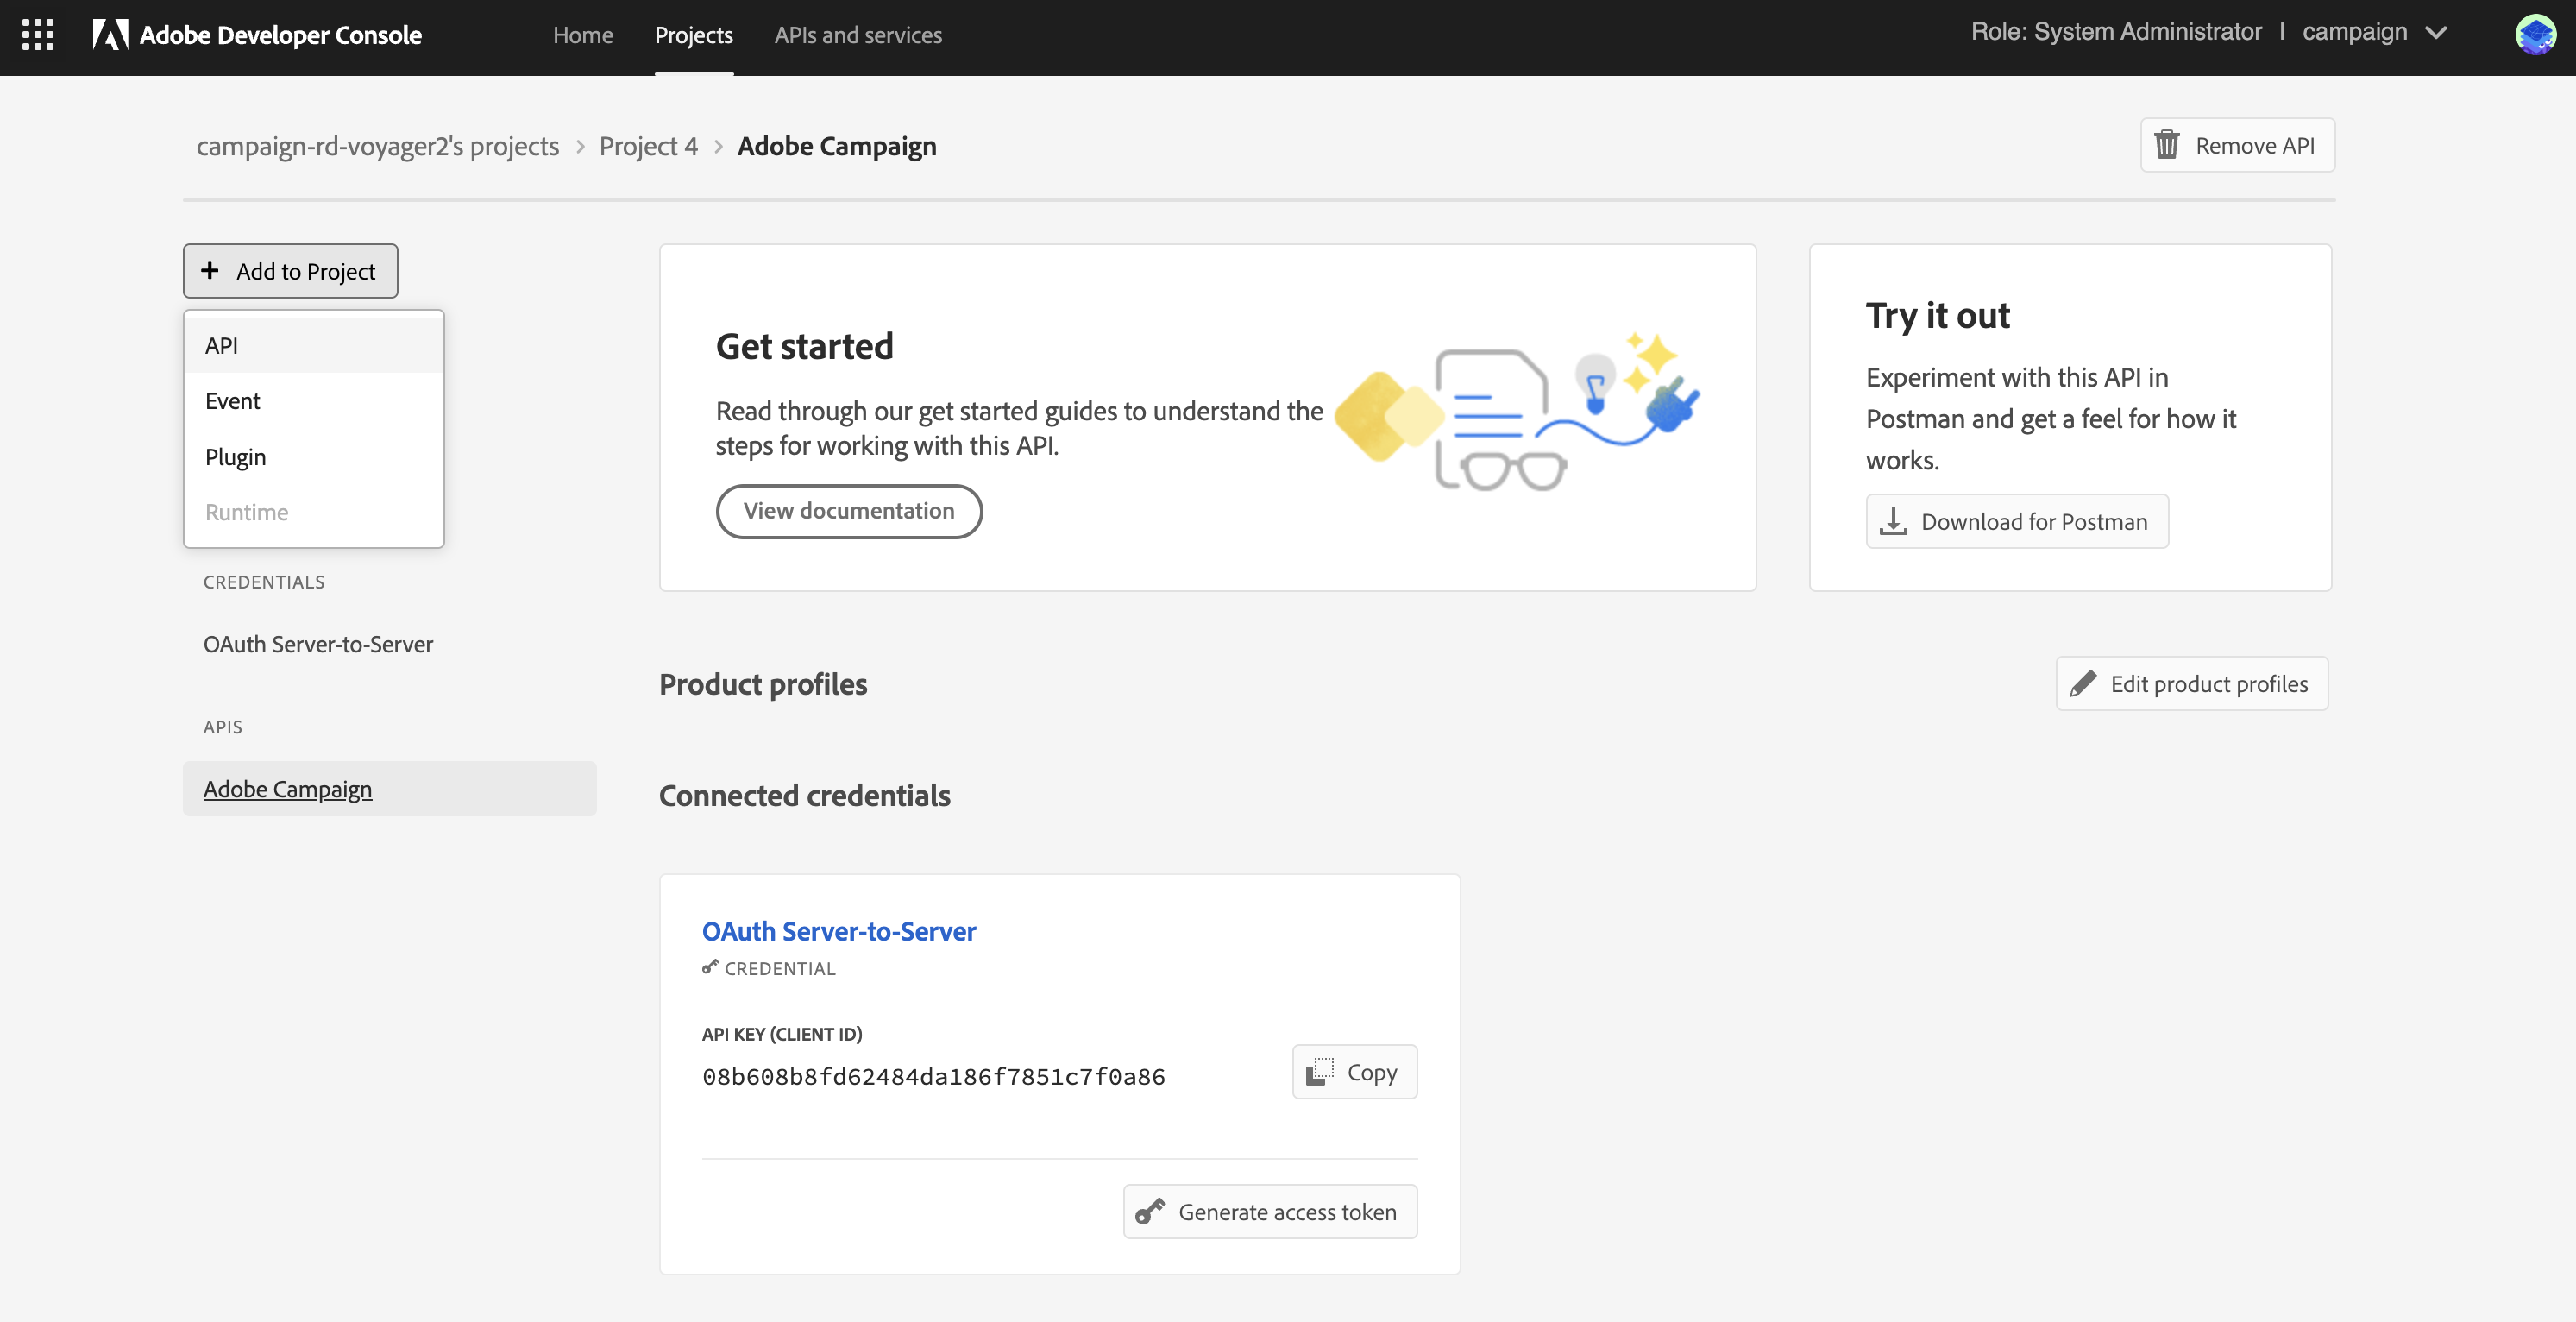 Adobe Developer Console
Home
Projects
APIs and services
Role: System Administrator | campaign
campaign-rd-voyager2's projects > Project 4 > Adobe Campaign
Remove API
+ Add to Project
API
Event
Plugin
Runtime
CREDENTIALS
OAuth Server-to-Server
APIS
Adobe Campaign
Get started
Read through our get started guides to understand the
steps for working with this API.
View documentation
Try it out
Experiment with this API in
Postman and get a feel for how it
works.
Download for Postman
Product profiles
Edit product profiles
Connected credentials
OAuth Server-to-Server
CREDENTIAL
API KEY (CLIENT ID)
08b608b8fd62484da186f7851c7f0a86
Copy
Generate access token